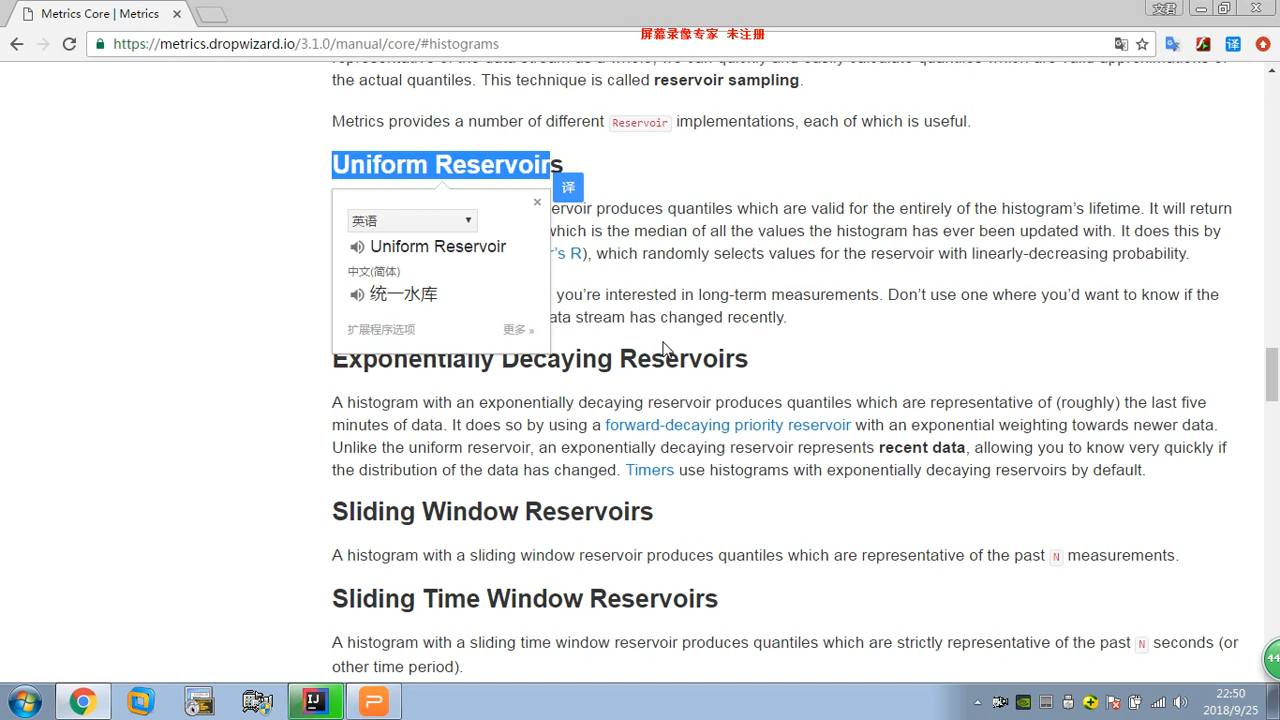 Metrics Core | Metrics
文君
https://metrics.dropwizard.io/3.1.0/manual/core/#histograms
屏幕录像专家 未注册
译
the actual quantiles. This technique is called reservoir sampling.
Metrics provides a number of different Reservoir implementations, each of which is useful.
Uniform Reservoirs
译
英语
Uniform Reservoir
中文(简体)
统一水库
扩展程序选项
更多 »
ervoir produces quantiles which are valid for the entirely of the histogram's lifetime. It will return
which is the median of all the values the histogram has ever been updated with. It does this by
's R), which randomly selects values for the reservoir with linearly-decreasing probability.
you're interested in long-term measurements. Don't use one where you'd want to know if the
ata stream has changed recently.
Exponentially Decaying Reservoirs
A histogram with an exponentially decaying reservoir produces quantiles which are representative of (roughly) the last five
minutes of data. It does so by using a forward-decaying priority reservoir with an exponential weighting towards newer data.
Unlike the uniform reservoir, an exponentially decaying reservoir represents recent data, allowing you to know very quickly if
the distribution of the data has changed. Timers use histograms with exponentially decaying reservoirs by default.
Sliding Window Reservoirs
A histogram with a sliding window reservoir produces quantiles which are representative of the past N measurements.
Sliding Time Window Reservoirs
A histogram with a sliding time window reservoir produces quantiles which are strictly representative of the past N seconds (or
other time period).
44
IJ
22:50
2018/9/25